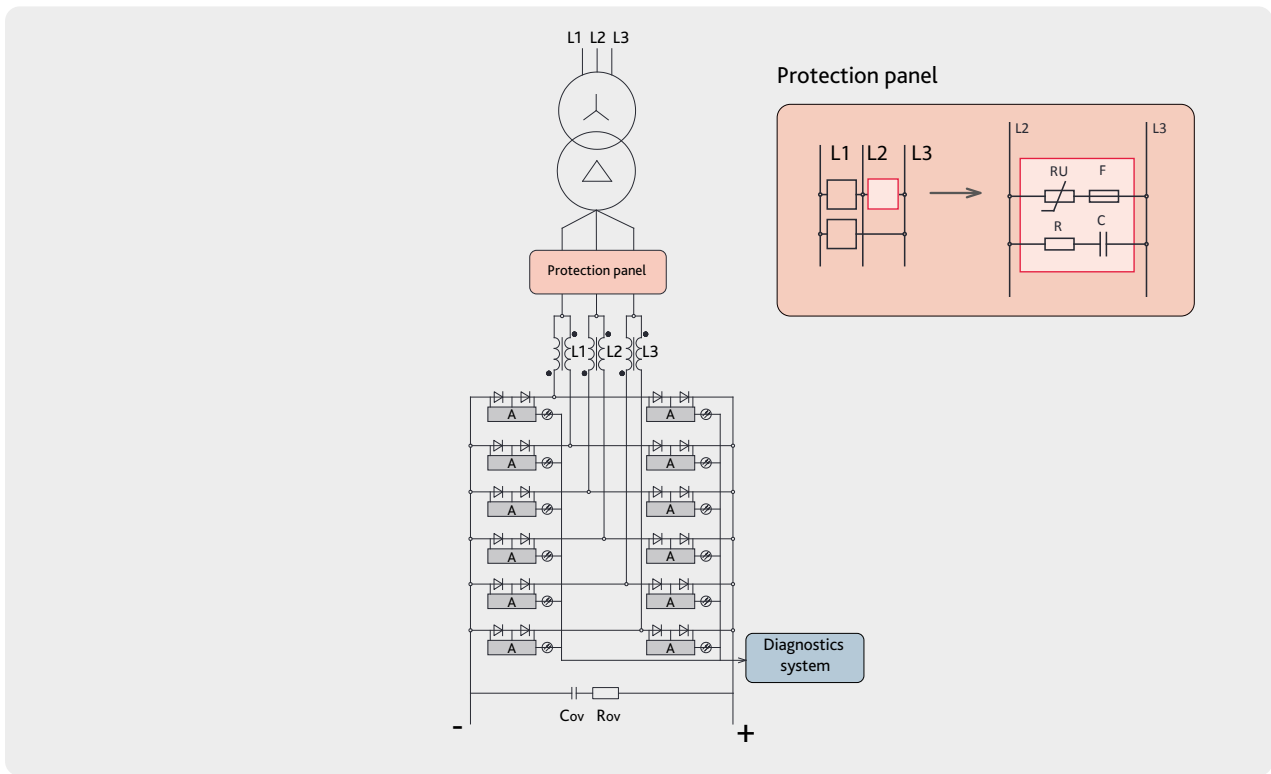 L1 L2 L3
Protection panel
L1 L2 L3
L2
L3
RU F
R C
Protection panel
L1 L2 L3
A A
A A
A A
A A
A A
A A
Diagnostics
system
Cov Rov
- +